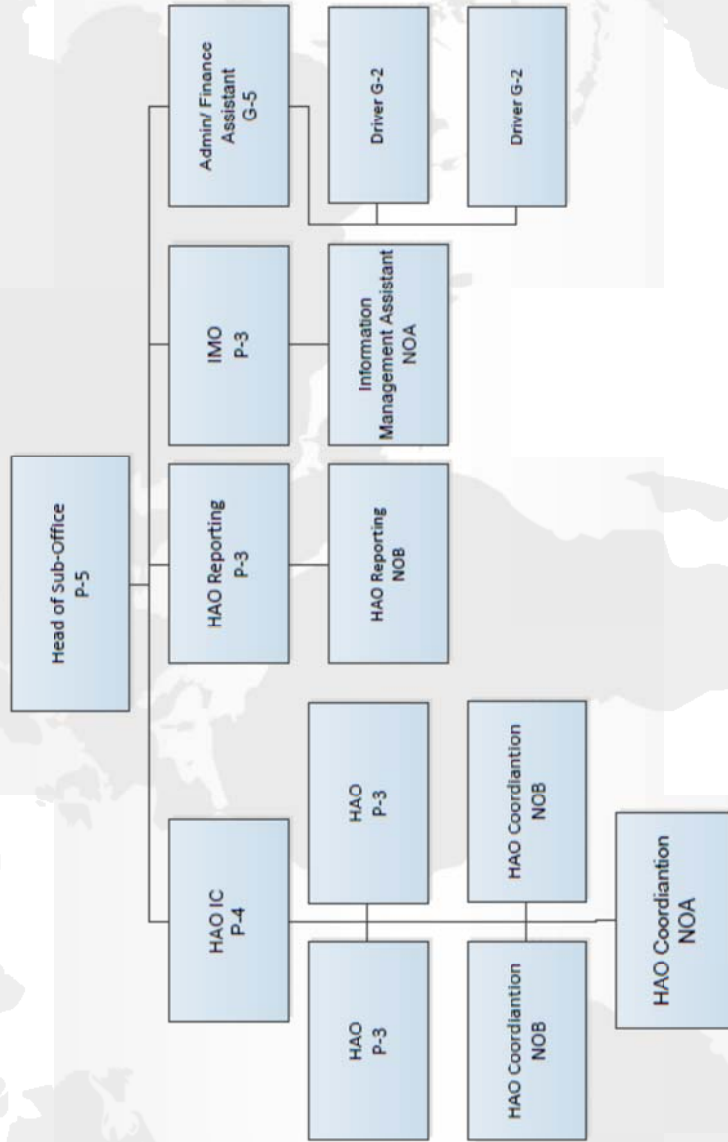 Head of Sub-Office
P-5
HAO IC
P-4
HAO Reporting
P-3
IMO
P-3
Admin/ Finance
Assistant
G-5
HAO
P-3
HAO
P-3
HAO Reporting
NOB
Information
Management Assistant
NOA
Driver G-2
HAO Coordiantion
NOB
HAO Coordiantion
NOB
Driver G-2
HAO Coordiantion
NOA